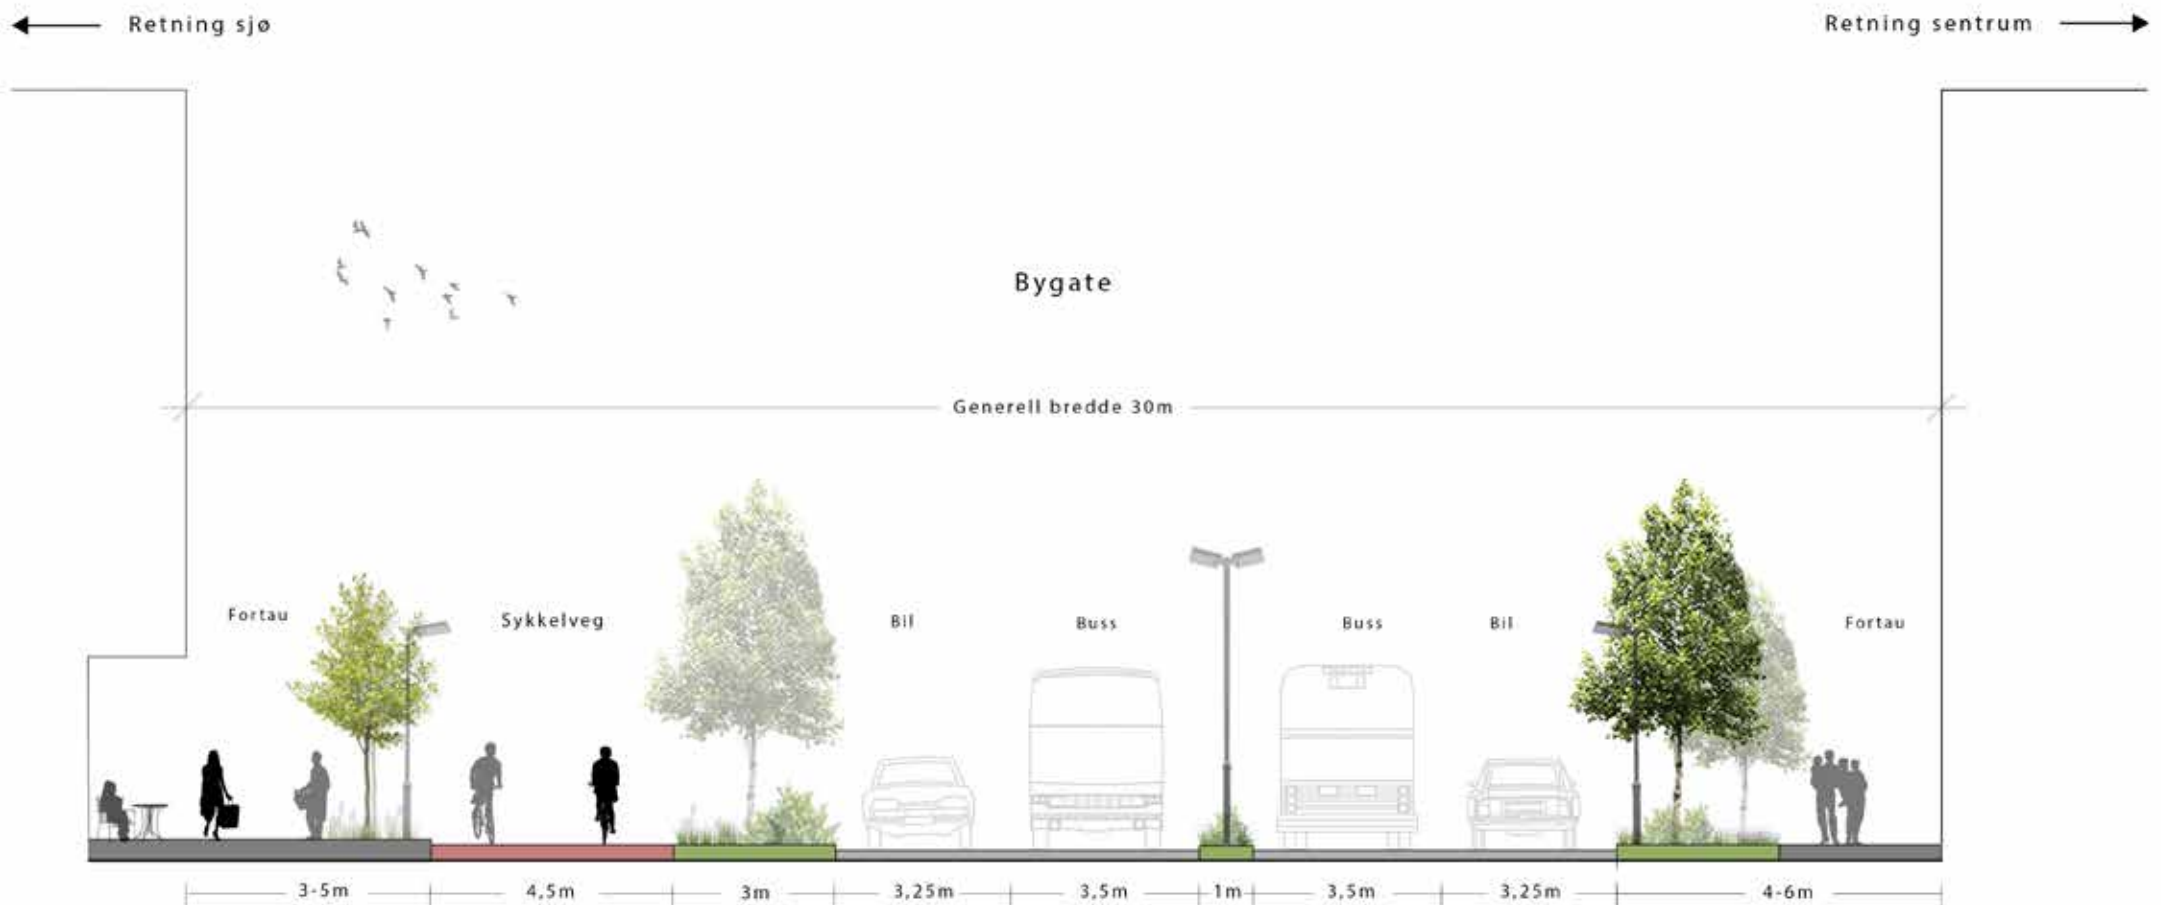 Retning sjø
Retning sentrum
Bygate
Generell bredde 30m
Fortau
Sykkelveg
Bil
Buss
Buss
Bil
Fortau
3-5m
4,5m
3m
3,25m
3,5m
1m
3,5m
3,25m
4-6m